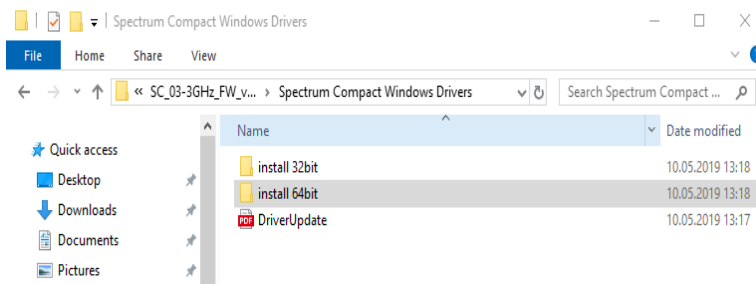 Spectrum Compact Windows Drivers
File Home Share View
« SC_03-3GHz_FW_v... › Spectrum Compact Windows Drivers Search Spectrum Compact ...
Name Date modified
Quick access
install 32bit 10.05.2019 13:18
Desktop
install 64bit 10.05.2019 13:18
Downloads
PDF DriverUpdate 10.05.2019 13:17
Documents
Pictures